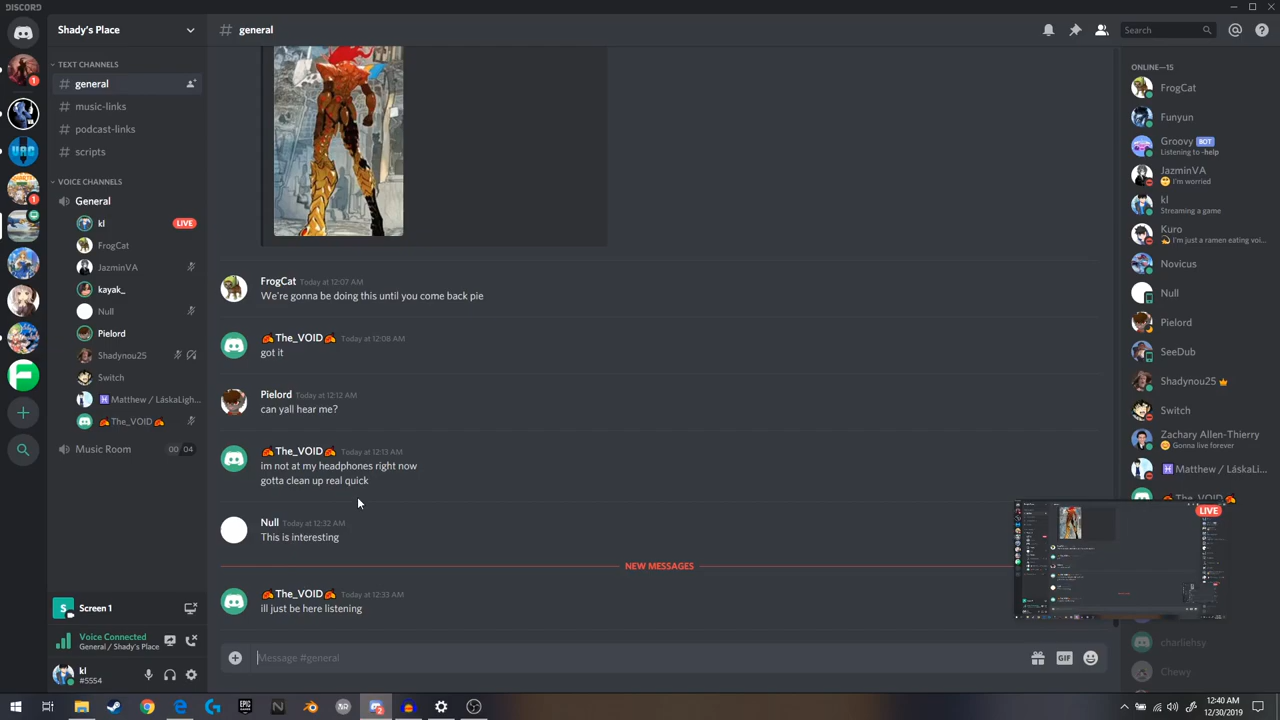 DISCORD
Shady's Place
# general
Search
TEXT CHANNELS
# general
# music-links
# podcast-links
# scripts
VOICE CHANNELS
General
kl LIVE
FrogCat
JazminVA
kayak_
Null
Pielord
Shadynou25
Switch
H Matthew / LáskaLigh...
The_VOID
Music Room 00 04
Screen 1
Voice Connected
General / Shady's Place
kl
#5554
FrogCat Today at 12:07 AM
We're gonna be doing this until you come back pie
The_VOID Today at 12:08 AM
got it
Pielord Today at 12:12 AM
can yall hear me?
The_VOID Today at 12:13 AM
im not at my headphones right now
gotta clean up real quick
Null Today at 12:32 AM
This is interesting
NEW MESSAGES
The_VOID Today at 12:33 AM
ill just be here listening
Message #general
GIF
ONLINE—15
FrogCat
Funyun
Groovy BOT
Listening to -help
JazminVA
I'm worried
kl
Streaming a game
Kuro
I'm just a ramen eating voi...
Novicus
Null
Pielord
SeeDub
Shadynou25
Switch
Zachary Allen-Thierry
Gonna live forever
H Matthew / LáskaLi...
The_VOID
LIVE
charliehsy
Chewy
EPIC
GAMES
12:40 AM
12/30/2019